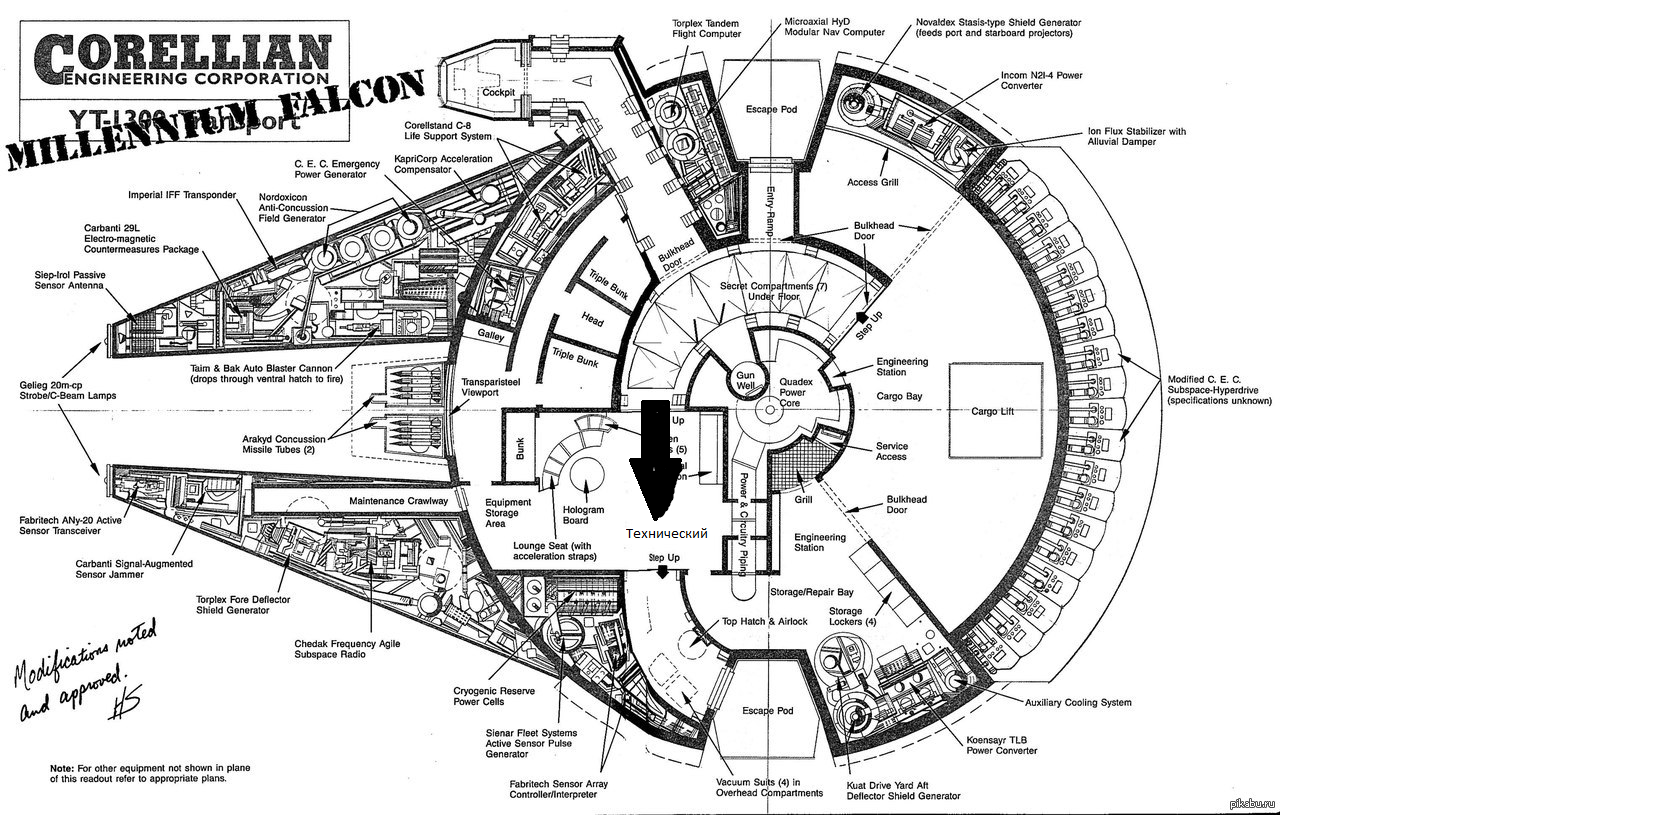 CORELLIAN
ENGINEERING CORPORATION
YT-1300 Transport
MILLENNIUM FALCON
Cockpit
Torplex Tandem
Flight Computer
Microaxial HyD
Modular Nav Computer
Novaldex Stasis-type Shield Generator
(feeds port and starboard projectors)
Incom N2I-4 Power
Converter
Escape Pod
Ion Flux Stabilizer with
Alluvial Damper
Corellstand C-8
Life Support System
C. E. C. Emergency
Power Generator
KapriCorp Acceleration
Compensator
Access Grill
Imperial IFF Transponder
Nordoxicon
Anti-Concussion
Field Generator
Entry-Ramp
Carbanti 29L
Electro-magnetic
Countermeasures Package
Bulkhead
Door
Bulkhead
Door
Siep-Irol Passive
Sensor Antenna
Triple Bunk
Secret Compartments (7)
Under Floor
Head
Step Up
Galley
Triple Bunk
Taim & Bak Auto Blaster Cannon
(drops through ventral hatch to fire)
Engineering
Station
Gun
Well
Quadex
Power
Core
Cargo Bay
Cargo Lift
Gelieg 20m-cp
Strobe/C-Beam Lamps
Transparisteel
Viewport
Modified C. E. C.
Subspace-Hyperdrive
(specifications unknown)
Arakyd Concussion
Missile Tubes (2)
Bunk
Up
(5)
Service
Access
Maintenance Crawlway
Equipment
Storage
Area
Hologram
Board
Power & Circuitry Piping
Grill
Bulkhead
Door
Fabritech ANy-20 Active
Sensor Transceiver
Технический
Lounge Seat (with
acceleration straps)
Step Up
Engineering
Station
Carbanti Signal-Augmented
Sensor Jammer
Torplex Fore Deflector
Shield Generator
Storage/Repair Bay
Storage
Lockers (4)
Top Hatch & Airlock
Chedak Frequency Agile
Subspace Radio
Modifications noted
and approved.
HS
Cryogenic Reserve
Power Cells
Escape Pod
Auxiliary Cooling System
Sienar Fleet Systems
Active Sensor Pulse
Generator
Koensayr TLB
Power Converter
Note: For other equipment not shown in plane
of this readout refer to appropriate plans.
Fabritech Sensor Array
Controller/Interpreter
Vacuum Suits (4) in
Overhead Compartments
Kuat Drive Yard Aft
Deflector Shield Generator
piksbu.ru